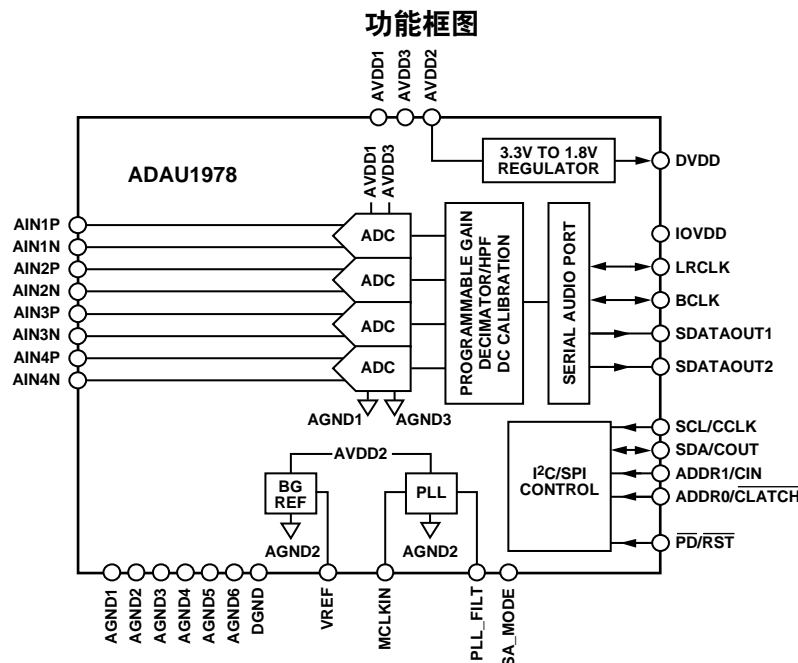 功能框图
AVDD1
AVDD3
AVDD2
ADAU1978
AVDD1
AVDD3
3.3V TO 1.8V
REGULATOR
DVDD
AIN1P
AIN1N
AIN2P
AIN2N
AIN3P
AIN3N
AIN4P
AIN4N
ADC
ADC
ADC
ADC
AGND1
AGND3
PROGRAMMABLE GAIN
DECIMATOR/HPF
DC CALIBRATION
SERIAL AUDIO PORT
IOVDD
LRCLK
BCLK
SDATAOUT1
SDATAOUT2
I²C/SPI
CONTROL
SCL/CCLK
SDA/COUT
ADDR1/CIN
ADDR0/CLATCH
PD/RST
AVDD2
BG
REF
PLL
AGND2
AGND2
AGND1
AGND2
AGND3
AGND4
AGND5
AGND6
DGND
VREF
MCLKIN
PLL_FILT
SA_MODE